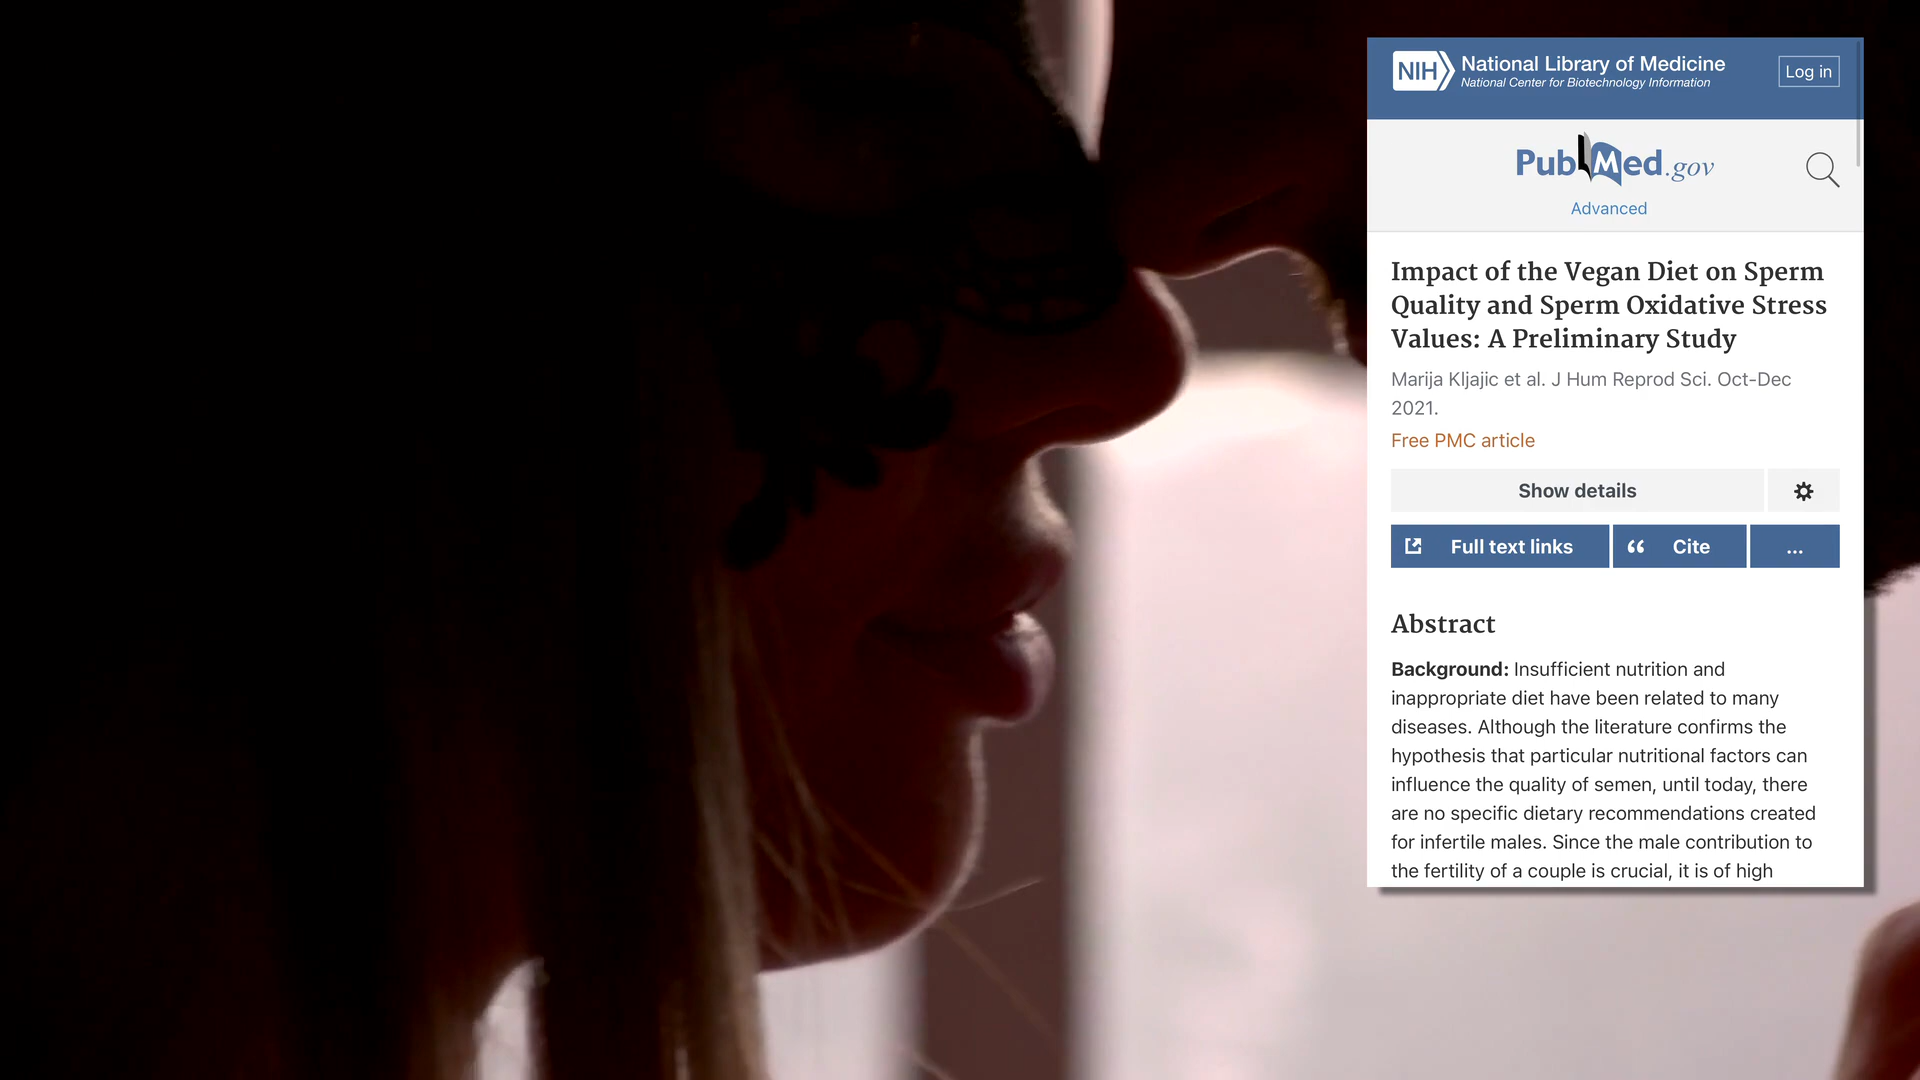 NIH National Library of Medicine
National Center for Biotechnology Information
Log in
PubMed.gov
Advanced
Impact of the Vegan Diet on Sperm
Quality and Sperm Oxidative Stress
Values: A Preliminary Study
Marija Kljajic et al. J Hum Reprod Sci. Oct-Dec
2021.
Free PMC article
Show details
Full text links
Cite
...
Abstract
Background: Insufficient nutrition and
inappropriate diet have been related to many
diseases. Although the literature confirms the
hypothesis that particular nutritional factors can
influence the quality of semen, until today, there
are no specific dietary recommendations created
for infertile males. Since the male contribution to
the fertility of a couple is crucial, it is of high